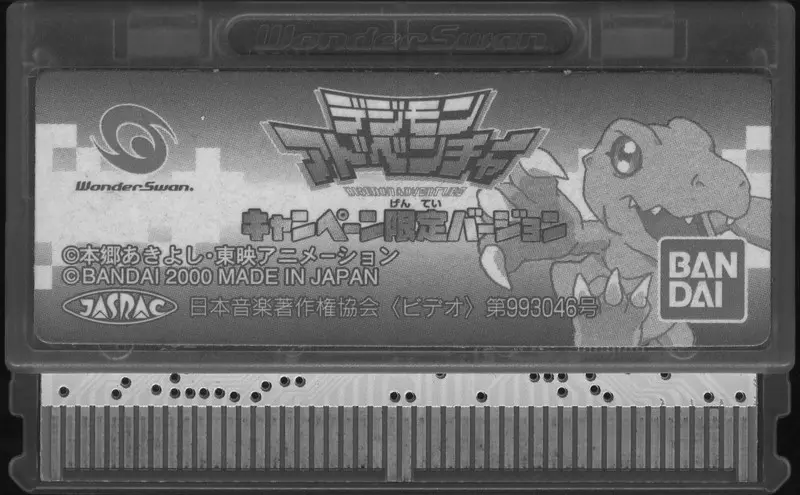 WonderSwan
デジモン
アドベンチャー
DIGIMON ADVENTURE
WonderSwan.
げん てい
キャンペーン限定バージョン
©本郷あきよし・東映アニメーション
©BANDAI 2000 MADE IN JAPAN
JASRAC 日本音楽著作権協会〈ビデオ〉第993046号
BAN
DAI